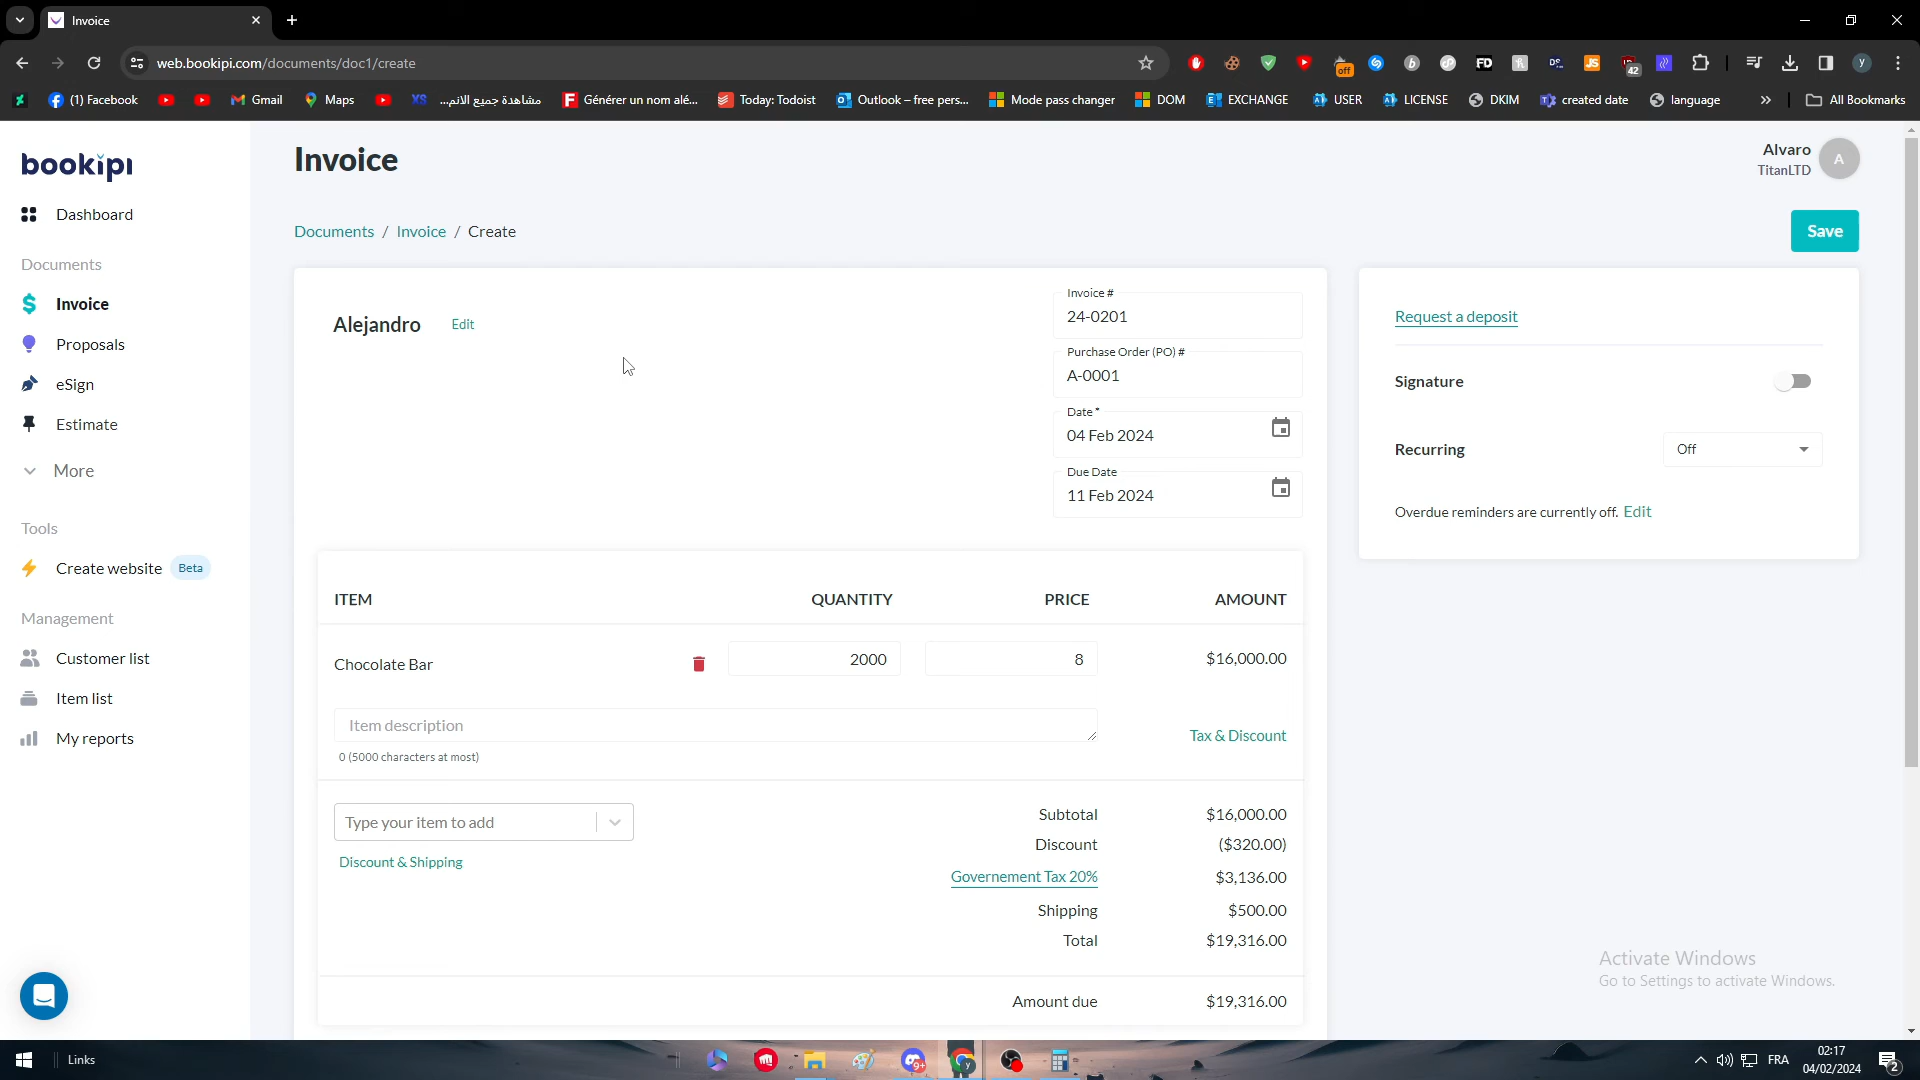 Invoice
web.bookipi.com/documents/doc1/create
off
FD
JS
42
y
(1) Facebook
Gmail
Maps
XS
مشاهدة جميع الانم...
Générer un nom alé...
Today: Todoist
Outlook – free pers...
Mode pass changer
DOM
EXCHANGE
USER
LICENSE
DKIM
created date
language
»
All Bookmarks
bookipi
Invoice
Alvaro
TitanLTD
A
Dashboard
Documents / Invoice / Create
Save
Documents
Invoice
Proposals
eSign
Estimate
More
Tools
Create website Beta
Management
Customer list
Item list
My reports
Alejandro Edit
Invoice #
24-0201
Purchase Order (PO) #
A-0001
Date *
04 Feb 2024
Due Date
11 Feb 2024
Request a deposit
Signature
Recurring Off
Overdue reminders are currently off. Edit
ITEM QUANTITY PRICE AMOUNT
Chocolate Bar 2000 8 $16,000.00
Item description
Tax & Discount
0 (5000 characters at most)
Type your item to add
Discount & Shipping
Subtotal $16,000.00
Discount ($320.00)
Governement Tax 20% $3,136.00
Shipping $500.00
Total $19,316.00
Amount due $19,316.00
Activate Windows
Go to Settings to activate Windows.
Links
9+
FRA
02:17
04/02/2024
2